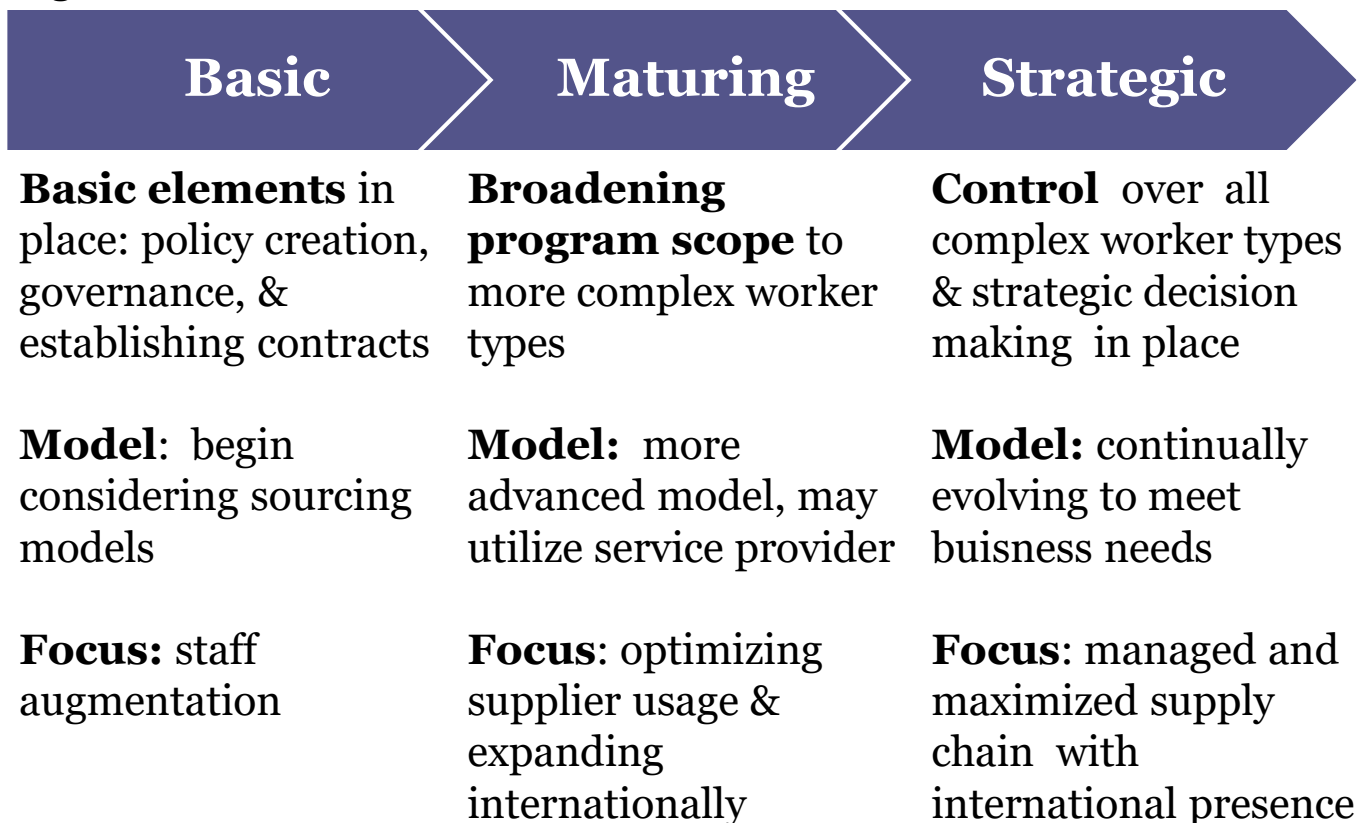 Basic
Maturing
Strategic
Basic elements in
place: policy creation,
governance, &
establishing contracts
Model: begin
considering sourcing
models
Focus: staff
augmentation
Broadening
program scope to
more complex worker
types
Model: more
advanced model, may
utilize service provider
Focus: optimizing
supplier usage &
expanding
internationally
Control over all
complex worker types
& strategic decision
making in place
Model: continually
evolving to meet
buisness needs
Focus: managed and
maximized supply
chain with
international presence